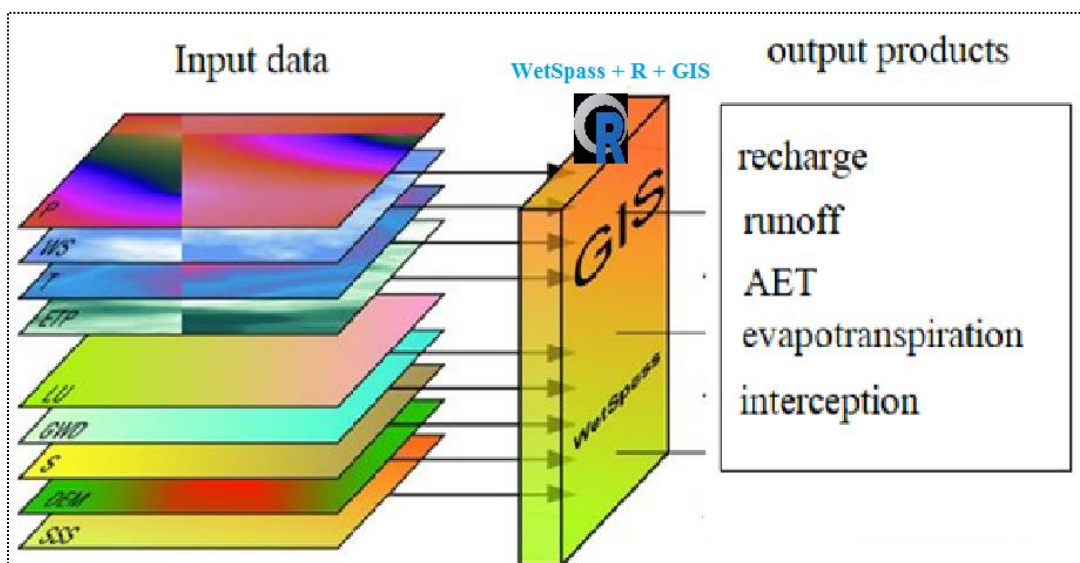 Input data
WetSpass + R + GIS
output products
R
P
WS
T
ETP
LU
GWD
S
DEM
SSS
GIS
WetSpass
recharge
runoff
AET
evapotranspiration
interception